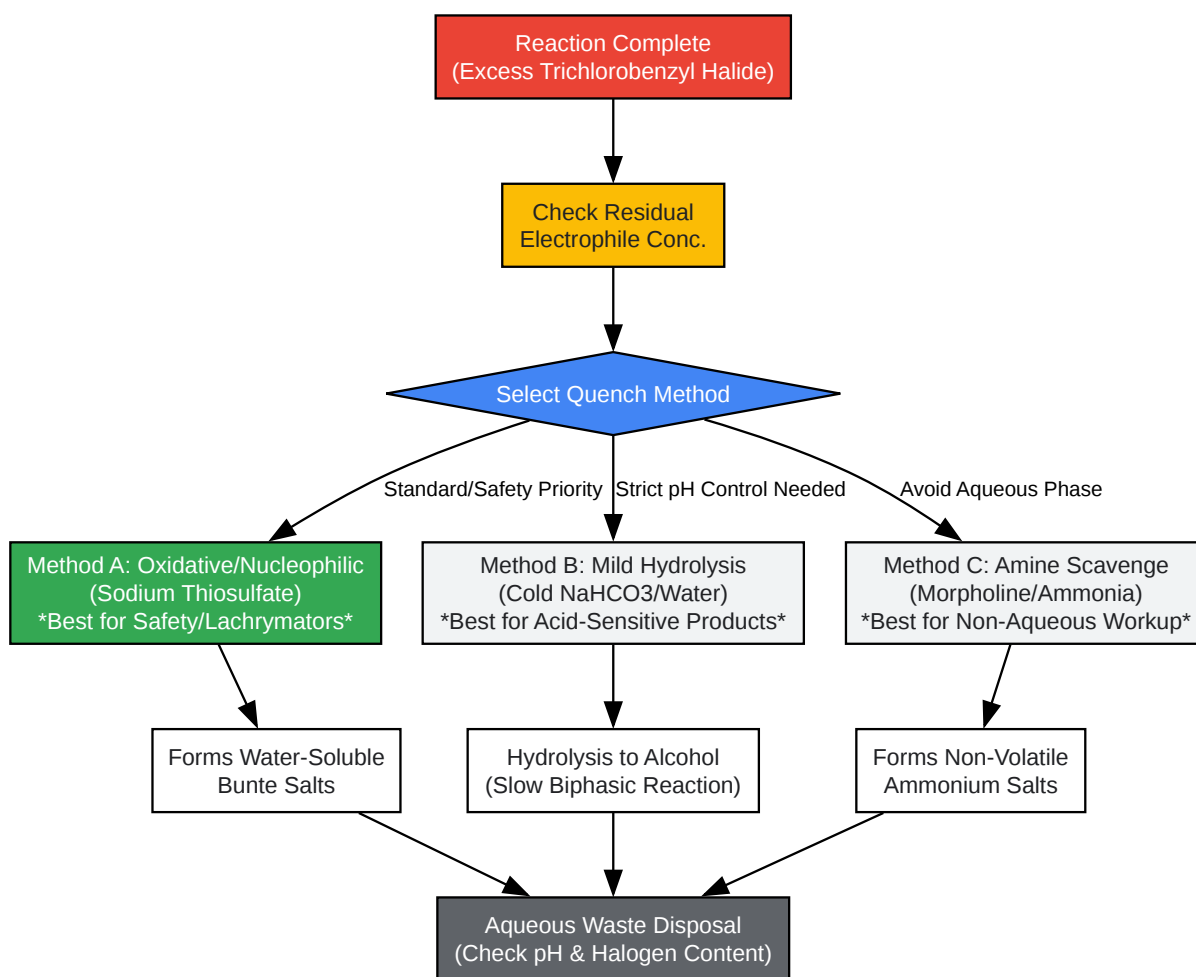 Reaction Complete
(Excess Trichlorobenzyl Halide)
Check Residual
Electrophile Conc.
Select Quench Method
Standard/Safety Priority
Strict pH Control Needed
Avoid Aqueous Phase
Method A: Oxidative/Nucleophilic
(Sodium Thiosulfate)
*Best for Safety/Lachrymators*
Method B: Mild Hydrolysis
(Cold NaHCO3/Water)
*Best for Acid-Sensitive Products*
Method C: Amine Scavenge
(Morpholine/Ammonia)
*Best for Non-Aqueous Workup*
Forms Water-Soluble
Bunte Salts
Hydrolysis to Alcohol
(Slow Biphasic Reaction)
Forms Non-Volatile
Ammonium Salts
Aqueous Waste Disposal
(Check pH & Halogen Content)